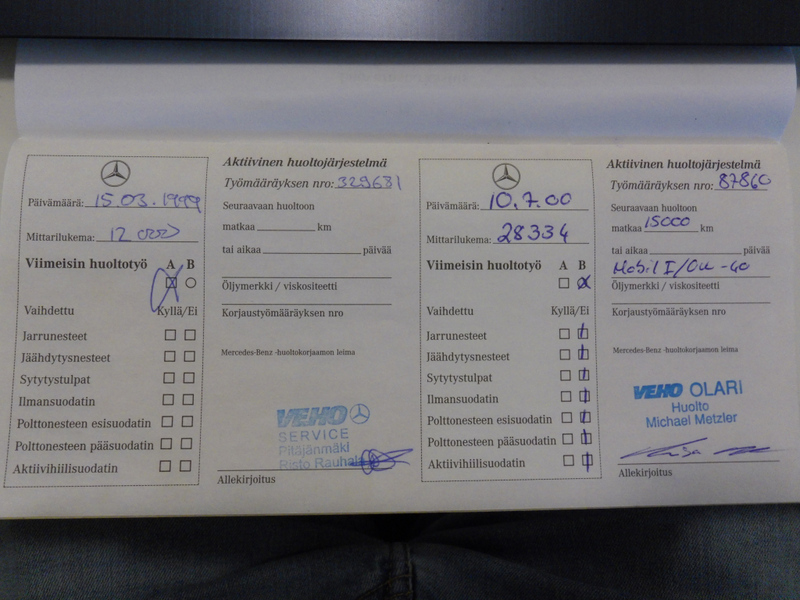 Päivämäärä: 15.03.1999
Mittarilukema: 12 000
Viimeisin huoltotyö A B
Vaihdettu Kyllä/Ei
Jarrunesteet
Jäähdytysnesteet
Sytytystulpat
Ilmansuodatin
Polttonesteen esisuodatin
Polttonesteen pääsuodatin
Aktiivihiilisuodatin
Aktiivinen huoltojärjestelmä
Työmääräyksen nro: 329681
Seuraavaan huoltoon
matkaa km
tai aikaa päivää
Öljymerkki / viskositeetti
Korjaustyömääräyksen nro
Mercedes-Benz -huoltokorjaamon leima
VEHO
SERVICE
Pitäjänmäki
Risto Rauhala
Allekirjoitus
Päivämäärä: 10.7.00
Mittarilukema: 28334
Viimeisin huoltotyö A B
Vaihdettu Kyllä/Ei
Jarrunesteet
Jäähdytysnesteet
Sytytystulpat
Ilmansuodatin
Polttonesteen esisuodatin
Polttonesteen pääsuodatin
Aktiivihiilisuodatin
Aktiivinen huoltojärjestelmä
Työmääräyksen nro: 87860
Seuraavaan huoltoon
matkaa 15000 km
tai aikaa päivää
Mobil I/0w-40
Öljymerkki / viskositeetti
Korjaustyömääräyksen nro
Mercedes-Benz -huoltokorjaamon leima
VEHO OLARI
Huolto
Michael Metzler
Allekirjoitus